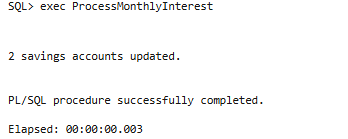 SQL> exec ProcessMonthlyInterest
2 savings accounts updated.
PL/SQL procedure successfully completed.
Elapsed: 00:00:00.003